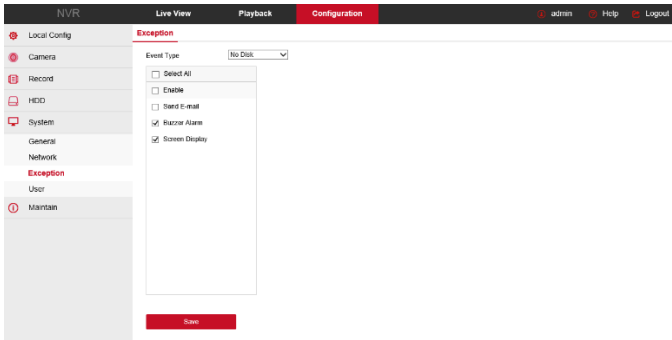 NVR Live View Playback Configuration admin Help Logout
Local Config
Exception
Camera
Event Type No Disk
Select All
Record
Enable
HDD
Send E-mail
System
Buzzer Alarm
General
Screen Display
Network
Exception
User
Maintain
Save